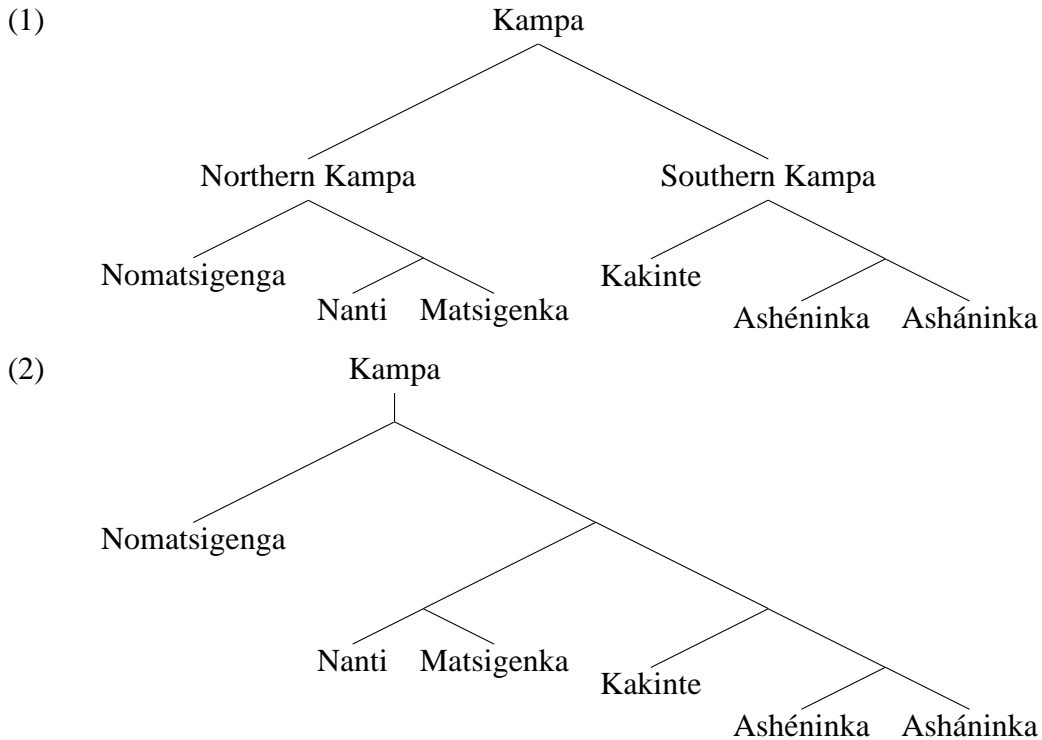 (1) Kampa
Northern Kampa Southern Kampa
Nomatsigenga Kakinte
Nanti Matsigenka Ashéninka Asháninka
(2) Kampa
Nomatsigenga
Nanti Matsigenka Kakinte
Ashéninka Asháninka